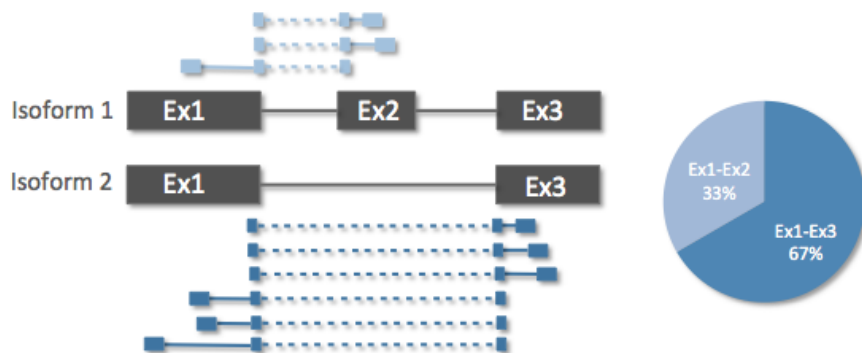 Isoform 1
Ex1
Ex2
Ex3
Isoform 2
Ex1
Ex3
Ex1-Ex2
33%
Ex1-Ex3
67%